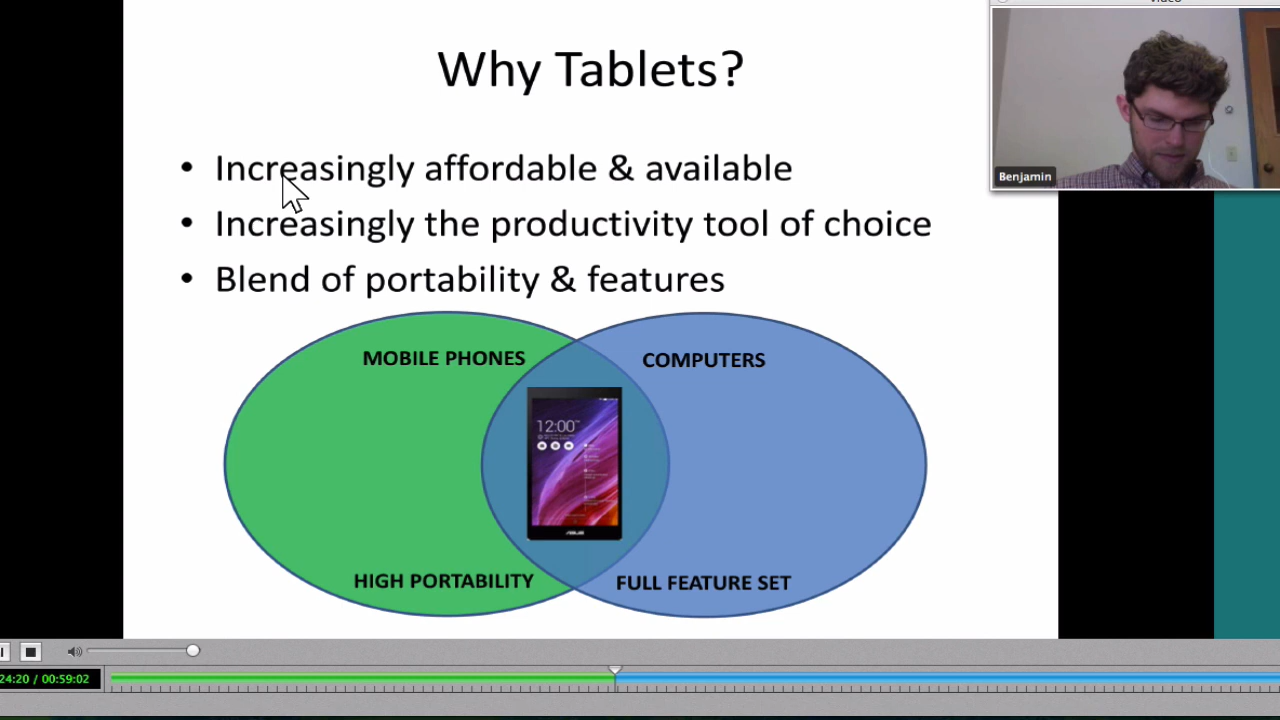 Why Tablets?
Benjamin
• Increasingly affordable & available
• Increasingly the productivity tool of choice
• Blend of portability & features
MOBILE PHONES
COMPUTERS
12:00
ASUS
HIGH PORTABILITY
FULL FEATURE SET
24:20 / 00:59:02